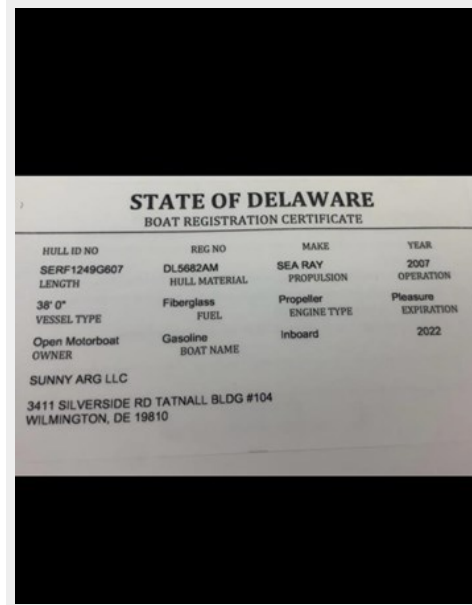 STATE OF DELAWARE
BOAT REGISTRATION CERTIFICATE
HULL ID NO REG NO MAKE YEAR
SERF1249G607 DL5682AM SEA RAY 2007
LENGTH HULL MATERIAL PROPULSION OPERATION
38' 0" Fiberglass Propeller Pleasure
VESSEL TYPE FUEL ENGINE TYPE EXPIRATION
Open Motorboat Gasoline Inboard 2022
OWNER BOAT NAME
SUNNY ARG LLC
3411 SILVERSIDE RD TATNALL BLDG #104
WILMINGTON, DE 19810